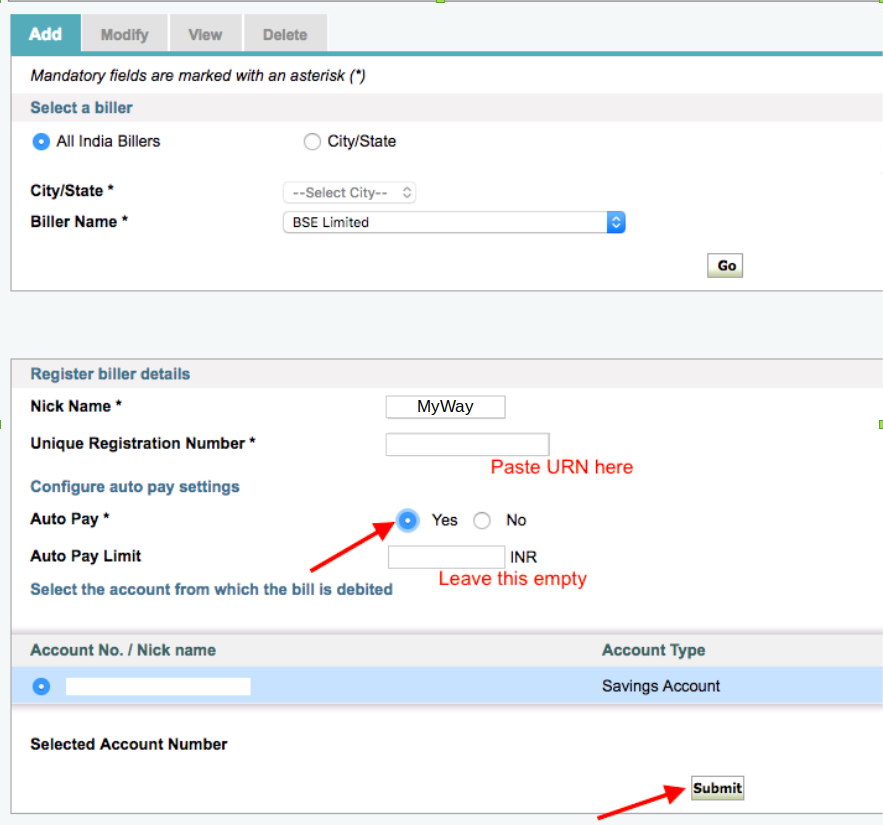 Add Modify View Delete
Mandatory fields are marked with an asterisk (*)
Select a biller
All India Billers City/State
City/State * --Select City--
Biller Name * BSE Limited
Go
Register biller details
Nick Name * MyWay
Unique Registration Number *
Paste URN here
Configure auto pay settings
Auto Pay * Yes No
Auto Pay Limit INR
Leave this empty
Select the account from which the bill is debited
Account No. / Nick name Account Type
Savings Account
Selected Account Number
Submit